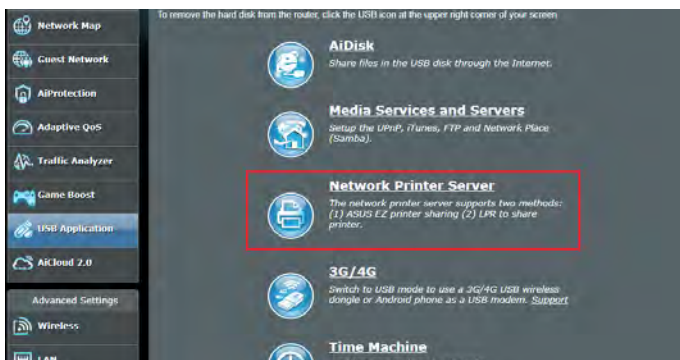 To remove the hard disk from the router, click the USB icon at the upper right corner of your screen
Network Map
Guest Network
AiProtection
Adaptive QoS
Traffic Analyzer
Game Boost
USB Application
AiCloud 2.0
Advanced Settings
Wireless
LAN
AiDisk
Share files in the USB disk through the Internet.
Media Services and Servers
Setup the UPnP, iTunes, FTP and Network Place
(Samba).
Network Printer Server
The network printer server supports two methods:
(1) ASUS EZ printer sharing (2) LPR to share
printer.
3G/4G
Switch to USB mode to use a 3G/4G USB wireless
dongle or Android phone as a USB modem. Support
Time Machine